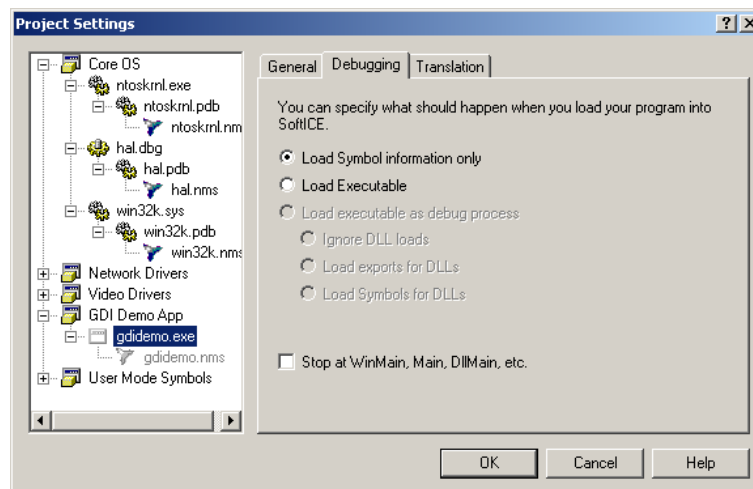 Project Settings
Core OS
ntoskrnl.exe
ntoskrnl.pdb
ntoskrnl.nm
hal.dbg
hal.pdb
hal.nms
win32k.sys
win32k.pdb
win32k.nms
Network Drivers
Video Drivers
GDI Demo App
gdidemo.exe
gdidemo.nms
User Mode Symbols
General Debugging Translation
You can specify what should happen when you load your program into
SoftICE.
Load Symbol information only
Load Executable
Load executable as debug process
Ignore DLL loads
Load exports for DLLs
Load Symbols for DLLs
Stop at WinMain, Main, DllMain, etc.
OK Cancel Help